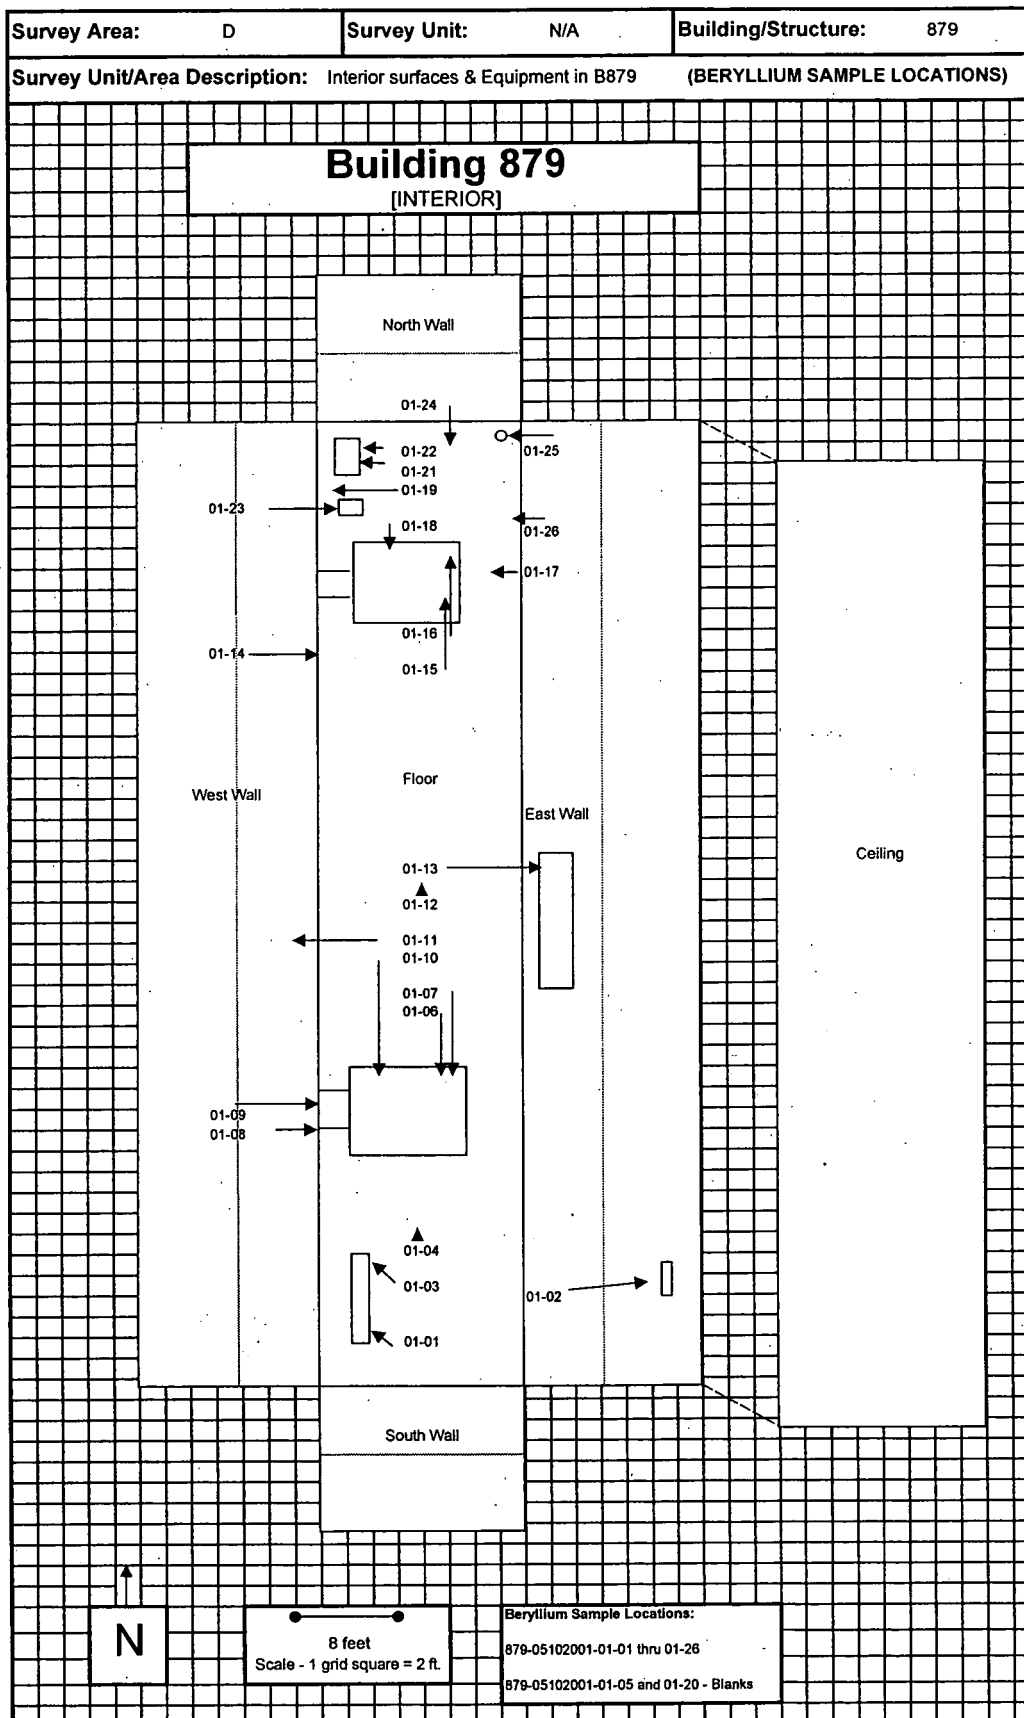 Survey Area: D Survey Unit: N/A Building/Structure: 879
Survey Unit/Area Description: Interior surfaces & Equipment in B879 (BERYLLIUM SAMPLE LOCATIONS)
Building 879
[INTERIOR]
North Wall
01-24
01-22
01-25
01-21
01-19
01-23
01-18
01-26
01-17
01-16
01-14
01-15
Floor
West Wall
East Wall
Ceiling
01-13
01-12
01-11
01-10
01-07
01-06
01-09
01-08
01-04
01-03
01-02
01-01
South Wall
N
8 feet
Scale - 1 grid square = 2 ft.
Beryllium Sample Locations:
879-05102001-01-01 thru 01-26
879-05102001-01-05 and 01-20 - Blanks